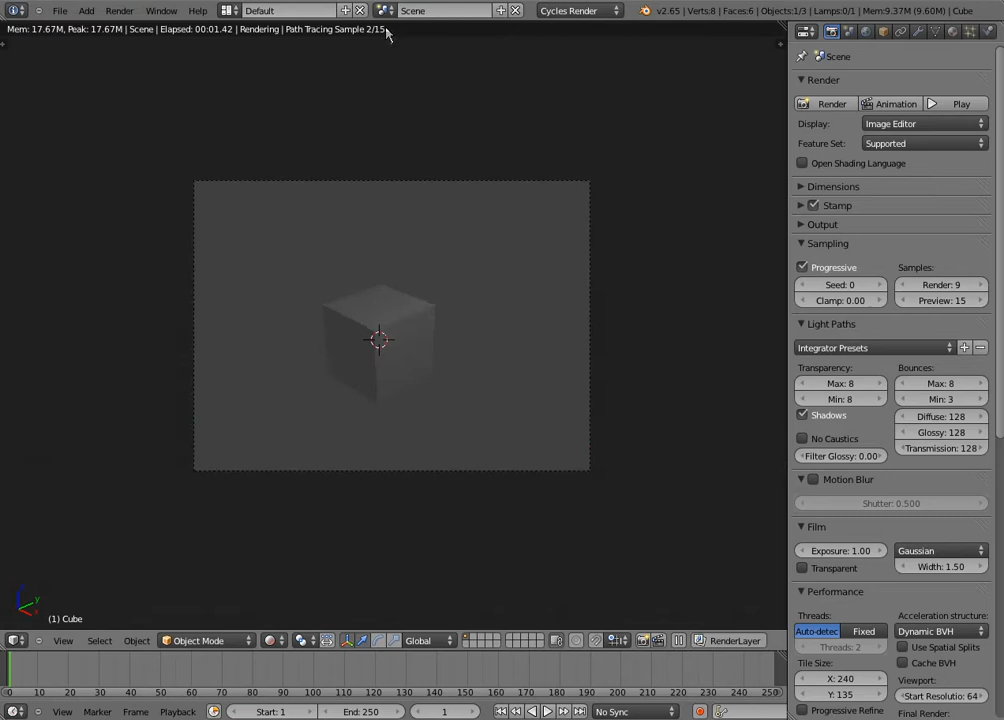 File Add Render Window Help Default Scene Cycles Render v2.65 | Verts:8 | Faces:6 | Objects:1/3 | Lamps:0/1 | Mem:9.37M (9.60M) | Cube
Mem: 17.67M, Peak: 17.67M | Scene | Elapsed: 00:01.42 | Rendering | Path Tracing Sample 2/15
Scene
Render
Render Animation Play
Display: Image Editor
Feature Set: Supported
Open Shading Language
Dimensions
Stamp
Output
Sampling
Progressive Samples:
Seed: 0 Render: 9
Clamp: 0.00 Preview: 15
Light Paths
Integrator Presets
Transparency: Bounces:
Max: 8 Max: 8
Min: 8 Min: 3
Shadows Diffuse: 128
No Caustics Glossy: 128
Filter Glossy: 0.00 Transmission: 128
Motion Blur
Shutter: 0.500
Film
Exposure: 1.00 Gaussian
Transparent Width: 1.50
Performance
Threads: Acceleration structure:
Auto-detec Fixed Dynamic BVH
Threads: 2 Use Spatial Splits
Tile Size: Cache BVH
X: 240 Viewport:
Y: 135 Start Resolutio: 64
Progressive Refine Final Render:
z y x
(1) Cube
View Select Object Object Mode Global RenderLayer
0 10 20 30 40 50 60 70 80 90 100 110 120 130 140 150 160 170 180 190 200 210 220 230 240 250
View Marker Frame Playback Start: 1 End: 250 1 No Sync